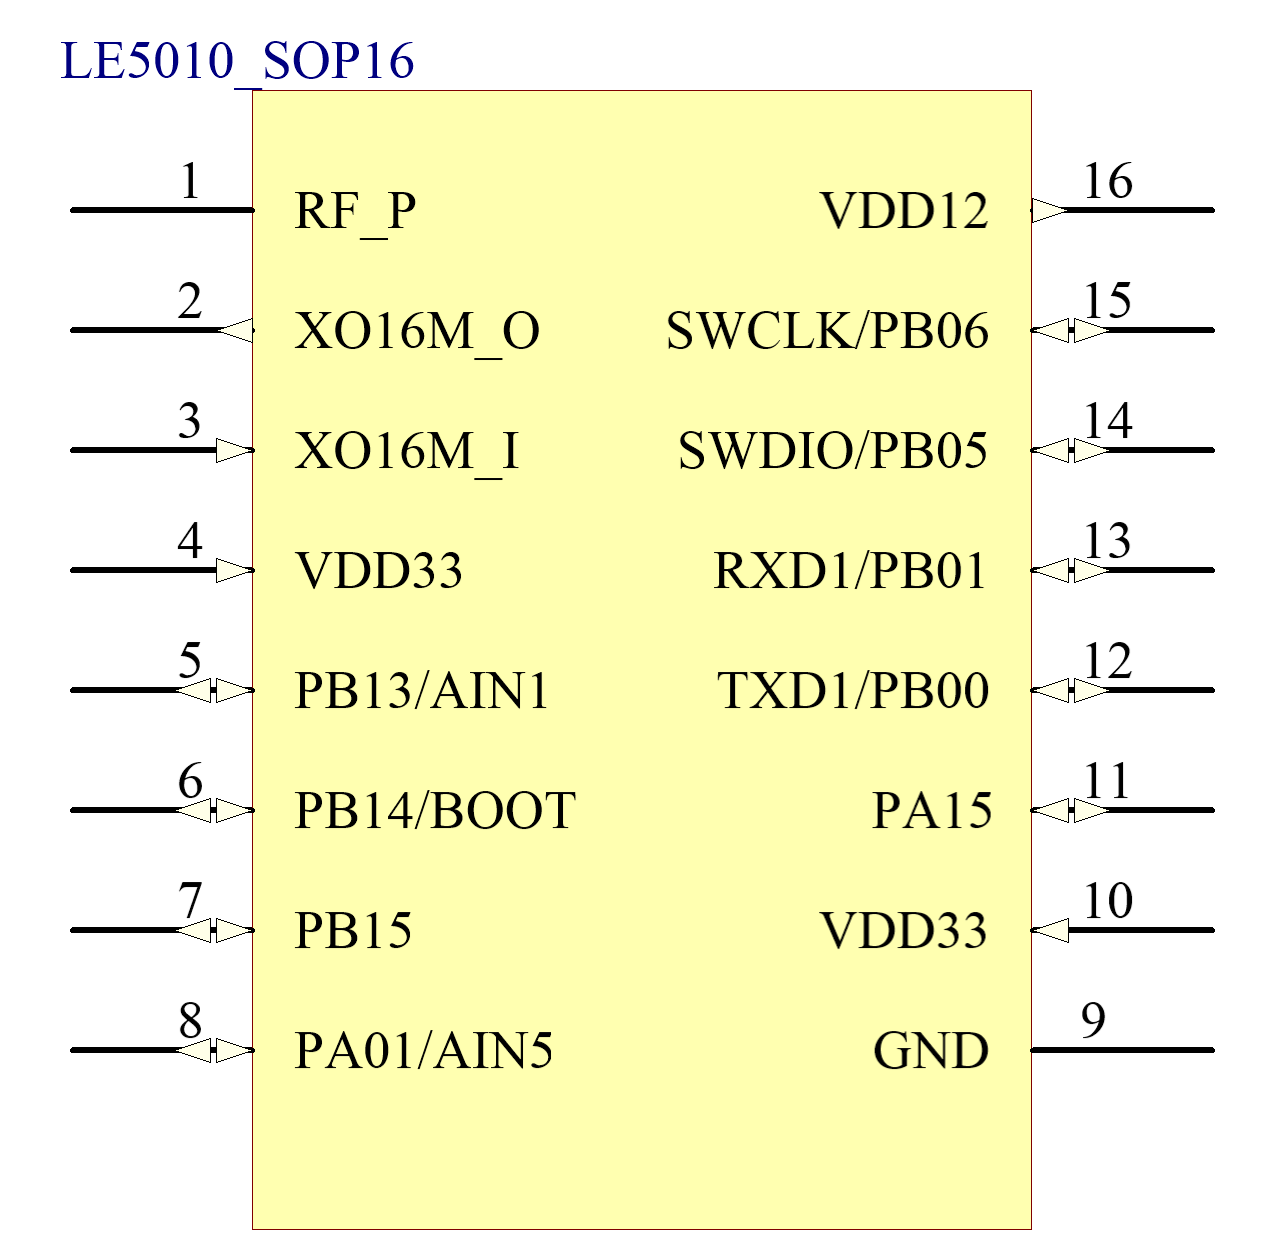 LE5010_SOP16
1 RF_P VDD12 16
2 XO16M_O SWCLK/PB06 15
3 XO16M_I SWDIO/PB05 14
4 VDD33 RXD1/PB01 13
5 PB13/AIN1 TXD1/PB00 12
6 PB14/BOOT PA15 11
7 PB15 VDD33 10
8 PA01/AIN5 GND 9